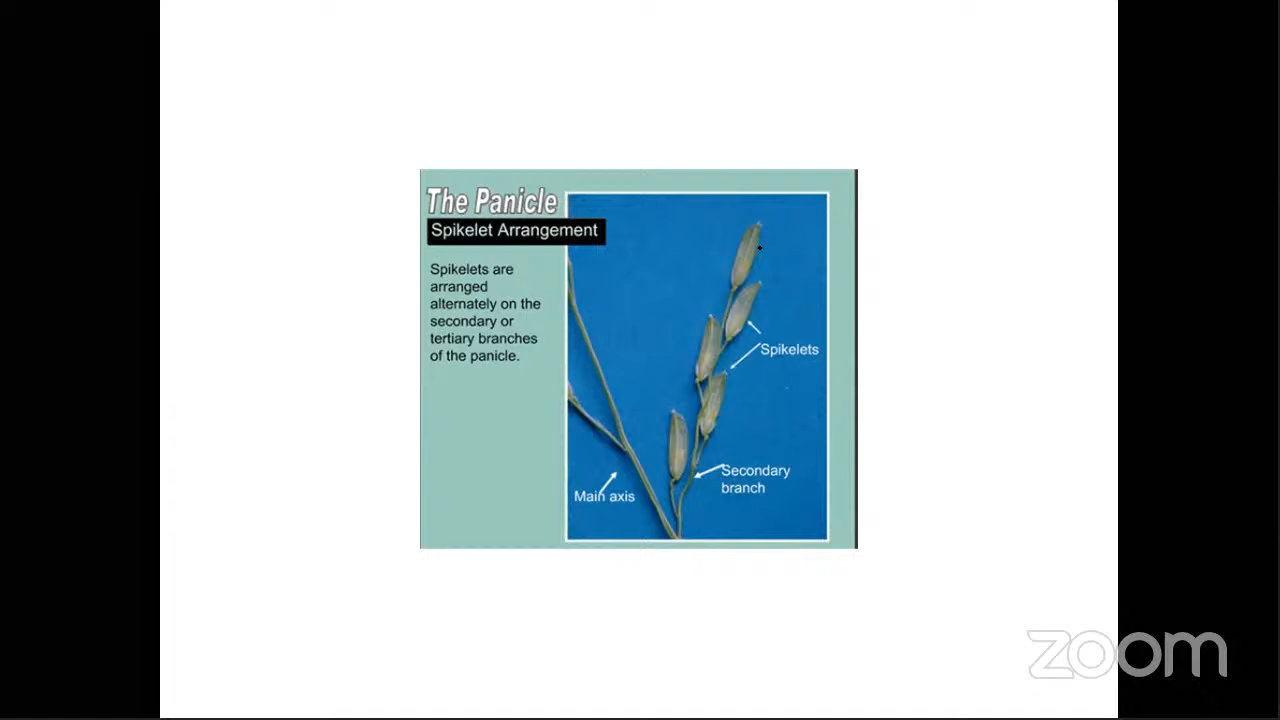 The Panicle
Spikelet Arrangement
Spikelets are
arranged
alternately on the
secondary or
tertiary branches
of the panicle.
Spikelets
Secondary
branch
Main axis
zoom